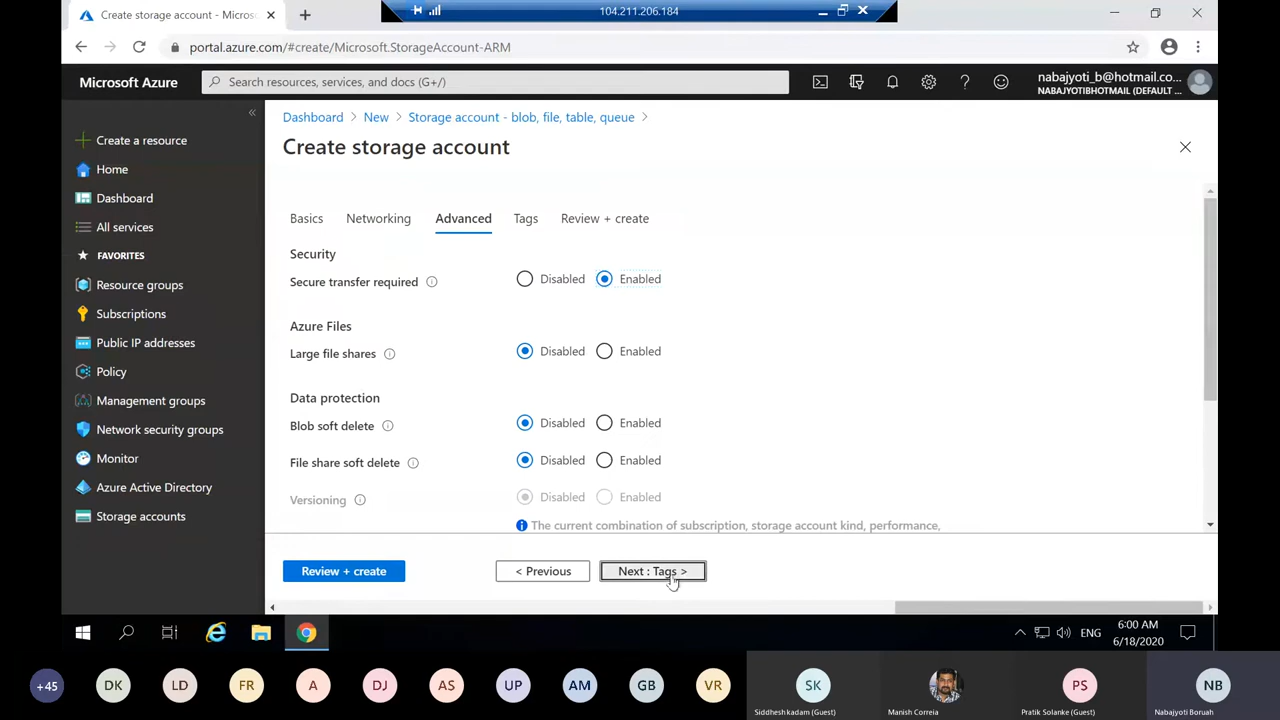 Create storage account - Micros
104.211.206.184
portal.azure.com/#create/Microsoft.StorageAccount-ARM
Microsoft Azure
Search resources, services, and docs (G+/)
nabajyoti_b@hotmail.co...
NABAJYOTIBHOTMAIL (DEFAULT ...
Create a resource
Home
Dashboard
All services
FAVORITES
Resource groups
Subscriptions
Public IP addresses
Policy
Management groups
Network security groups
Monitor
Azure Active Directory
Storage accounts
Dashboard > New > Storage account - blob, file, table, queue >
Create storage account
Basics Networking Advanced Tags Review + create
Security
Secure transfer required Disabled Enabled
Azure Files
Large file shares Disabled Enabled
Data protection
Blob soft delete Disabled Enabled
File share soft delete Disabled Enabled
Versioning Disabled Enabled
The current combination of subscription, storage account kind, performance,
Review + create < Previous Next : Tags >
ENG
6:00 AM
6/18/2020
+45 DK LD FR A DJ AS UP AM GB VR SK PS NB
Siddhesh kadam (Guest) Manish Correia Pratik Solanke (Guest) Nabajyoti Boruah